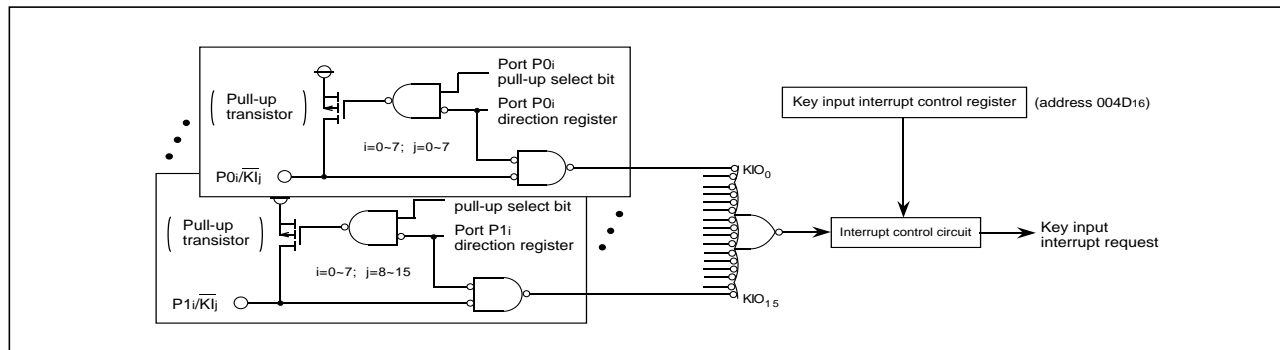 Port P0i
pull-up select bit
Port P0i
direction register
(Pull-up
transistor)
i=0~7; j=0~7
P0i/KIj
pull-up select bit
Port P1i
direction register
(Pull-up
transistor)
i=0~7; j=8~15
P1i/KIj
KIO0
KIO15
Key input interrupt control register
(address 004D16)
Interrupt control circuit
Key input
interrupt request